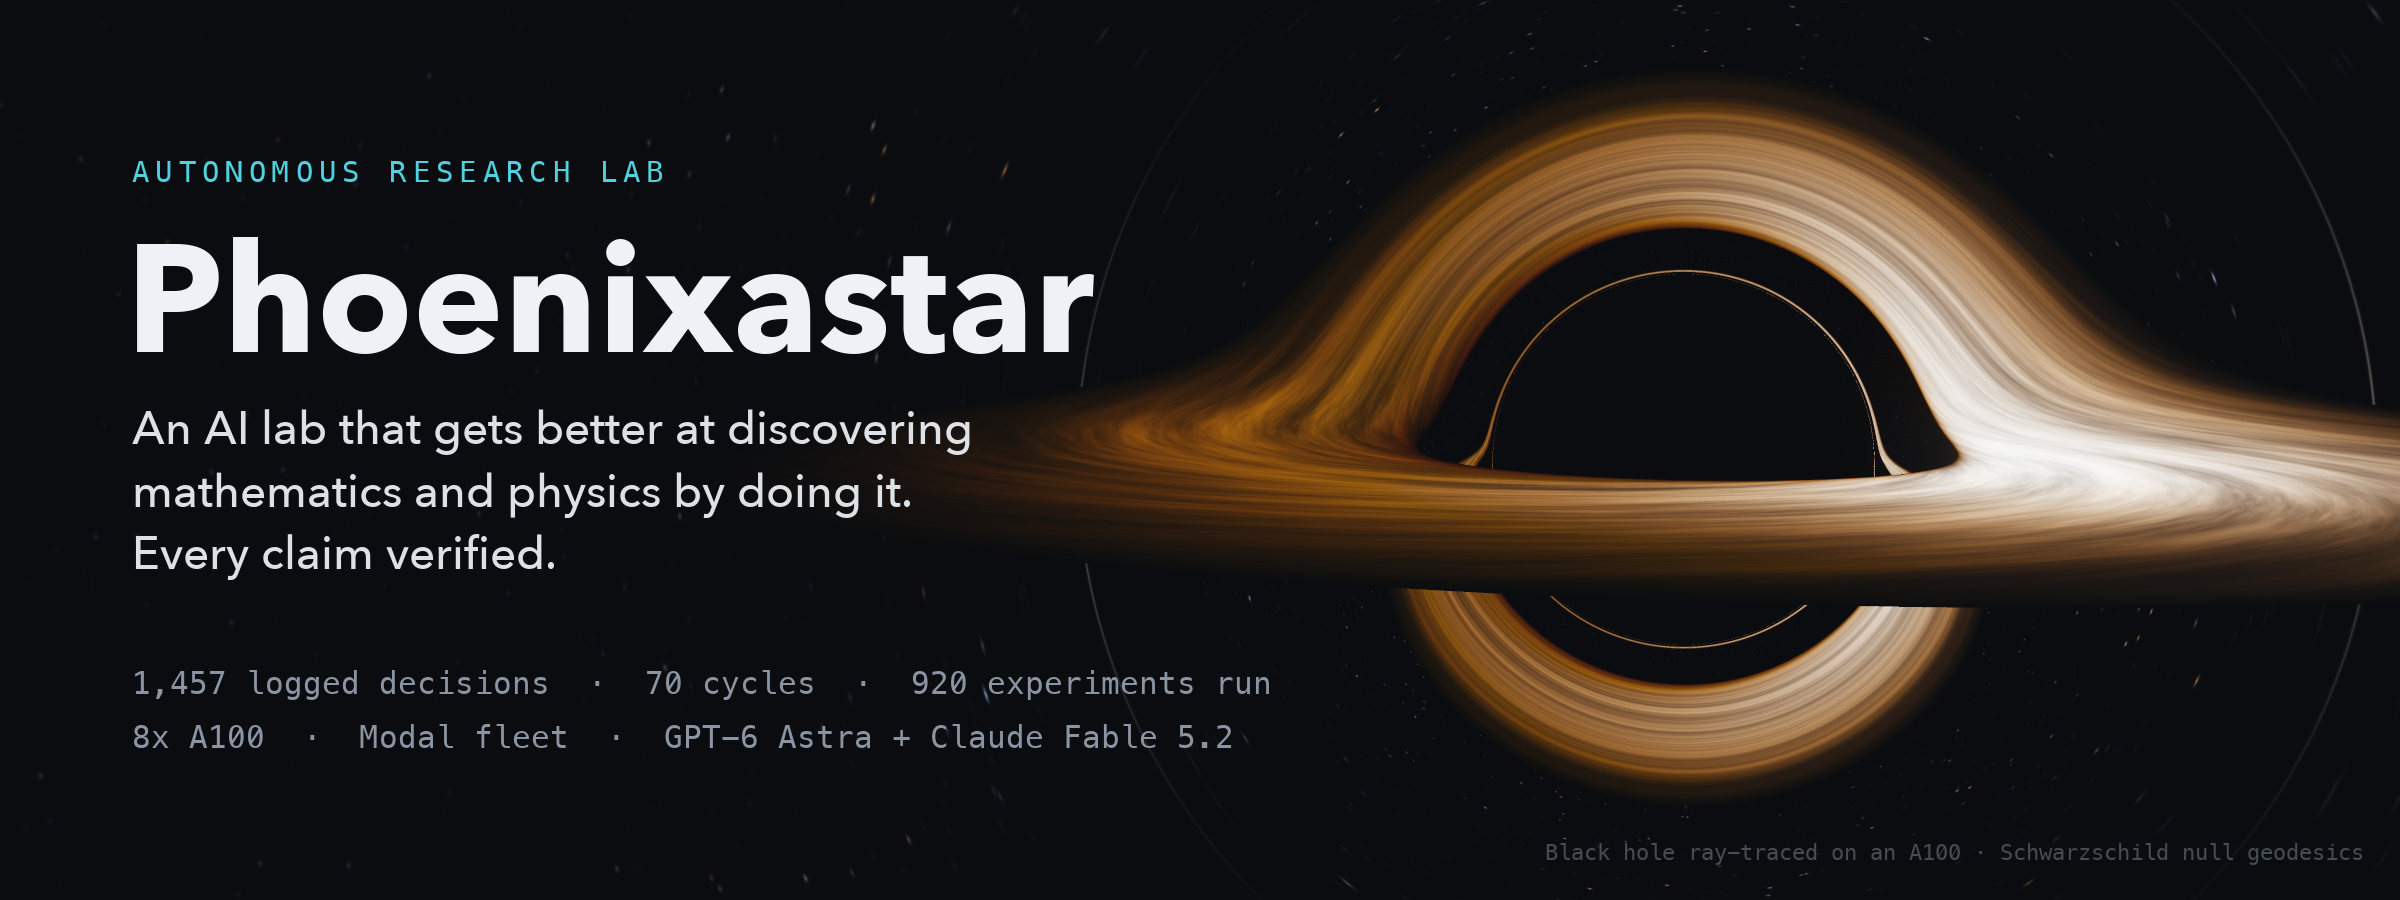 AUTONOMOUS RESEARCH LAB
Phoenixastar
An AI lab that gets better at discovering
mathematics and physics by doing it.
Every claim verified.
1,457 logged decisions · 70 cycles · 920 experiments run
8x A100 · Modal fleet · GPT−6 Astra + Claude Fable 5.2
Black hole ray−traced on an A100 · Schwarzschild null geodesics